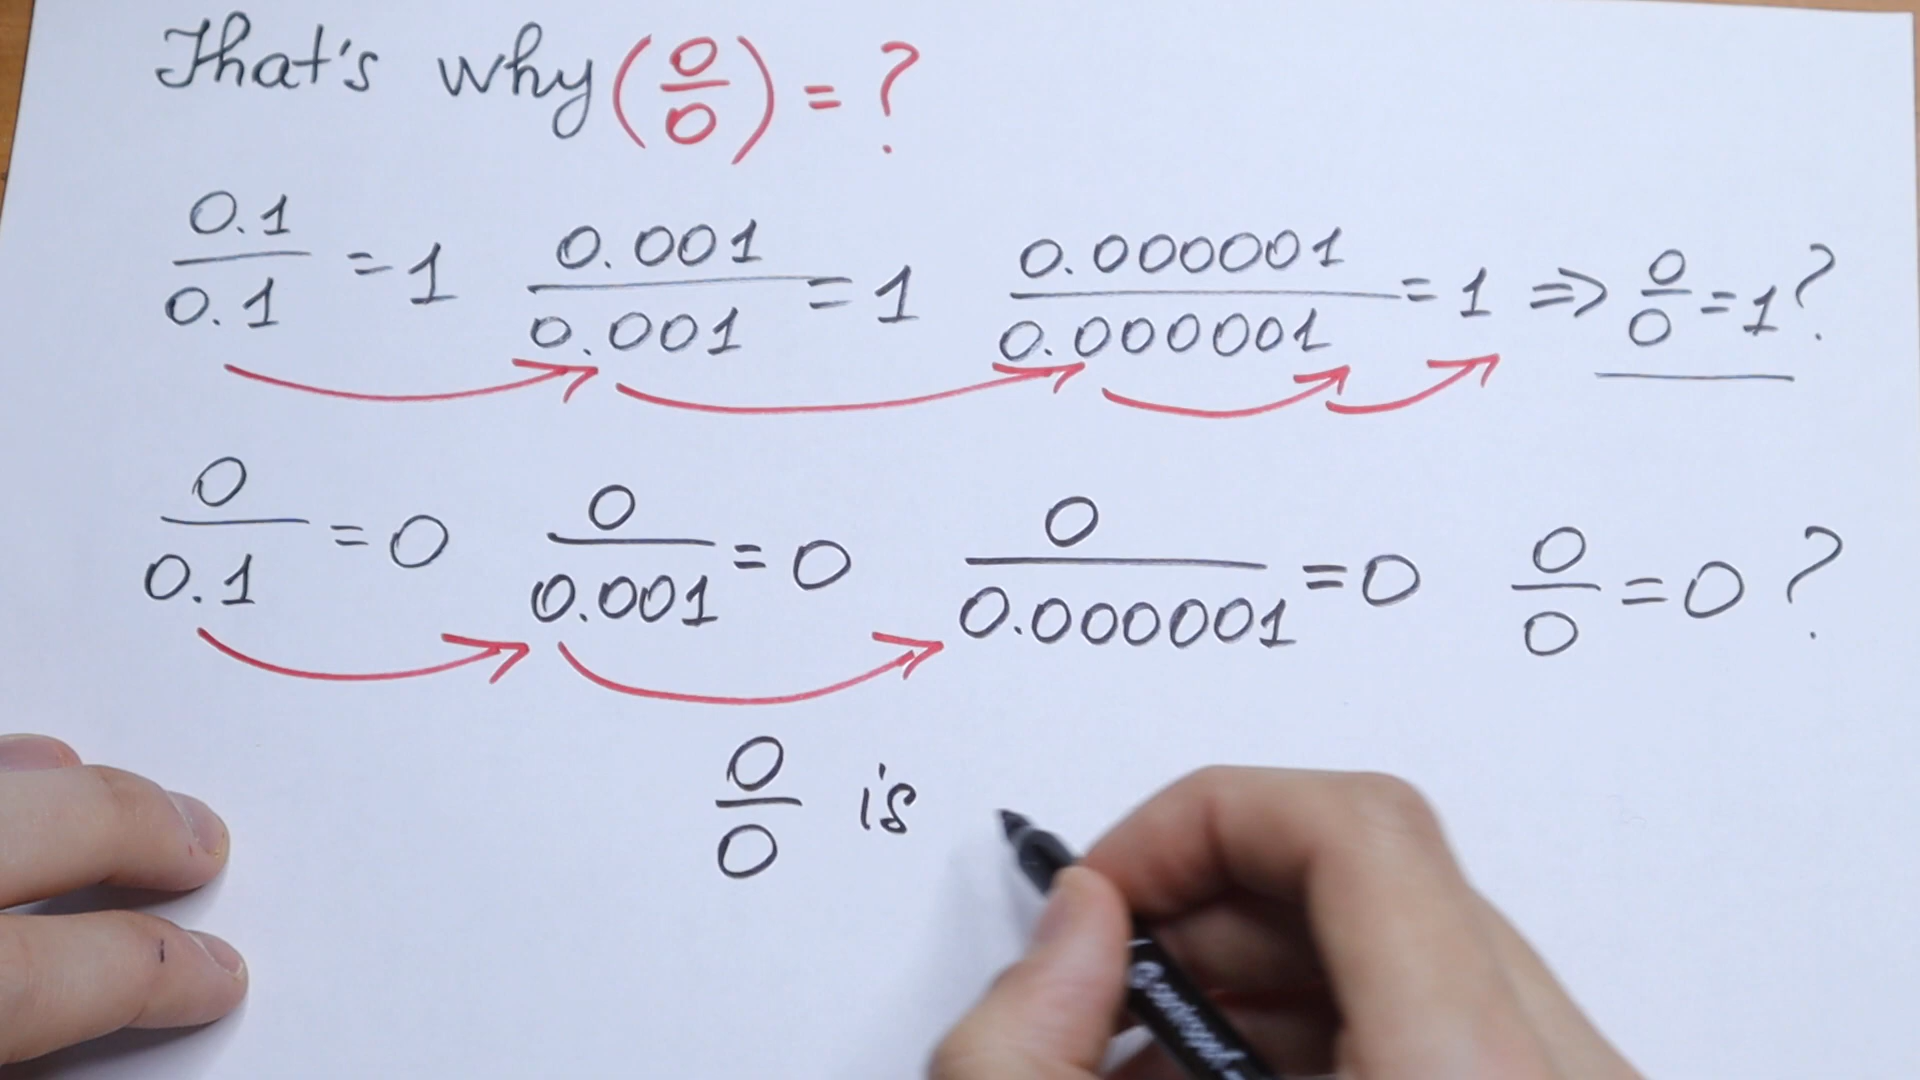 That's why (0/0) = ?
0.1/0.1 = 1 0.001/0.001 = 1 0.000001/0.000001 = 1 ⇒ 0/0 = 1?
0/0.1 = 0 0/0.001 = 0 0/0.000001 = 0 0/0 = 0 ?
0/0 is